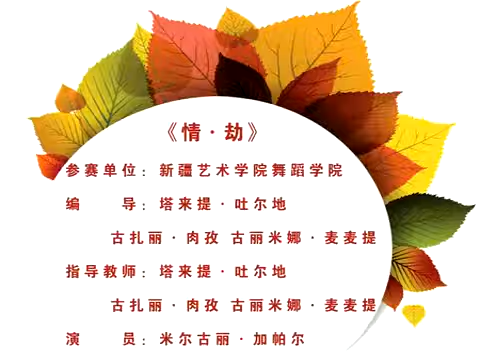 《情·劫》
参赛单位：新疆艺术学院舞蹈学院
编　　导：塔来提·吐尔地
古扎丽·肉孜 古丽米娜·麦麦提
指导教师：塔来提·吐尔地
古扎丽·肉孜 古丽米娜·麦麦提
演　　员：米尔古丽·加帕尔